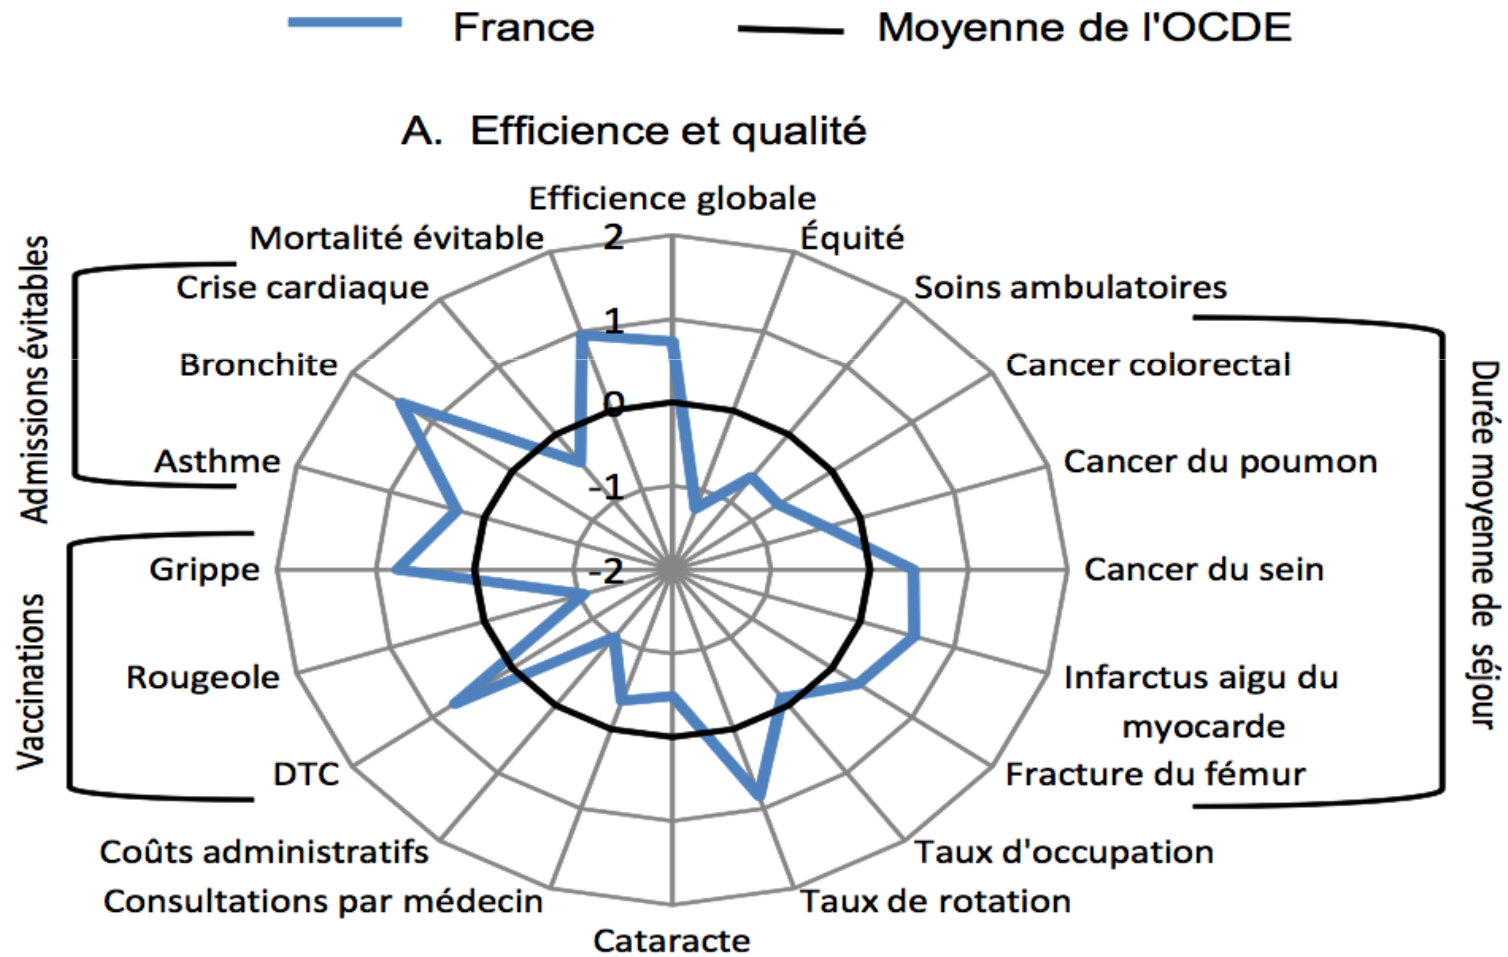 France
Moyenne de l'OCDE
A. Efficience et qualité
Efficience globale
Mortalité évitable
2
Équité
Crise cardiaque
Soins ambulatoires
1
Bronchite
Cancer colorectal
0
Asthme
Cancer du poumon
-1
Grippe
-2
Cancer du sein
Rougeole
Infarctus aigu du
myocarde
DTC
Fracture du fémur
Coûts administratifs
Taux d'occupation
Consultations par médecin
Taux de rotation
Cataracte
Admissions évitables
Vaccinations
Durée moyenne de séjour